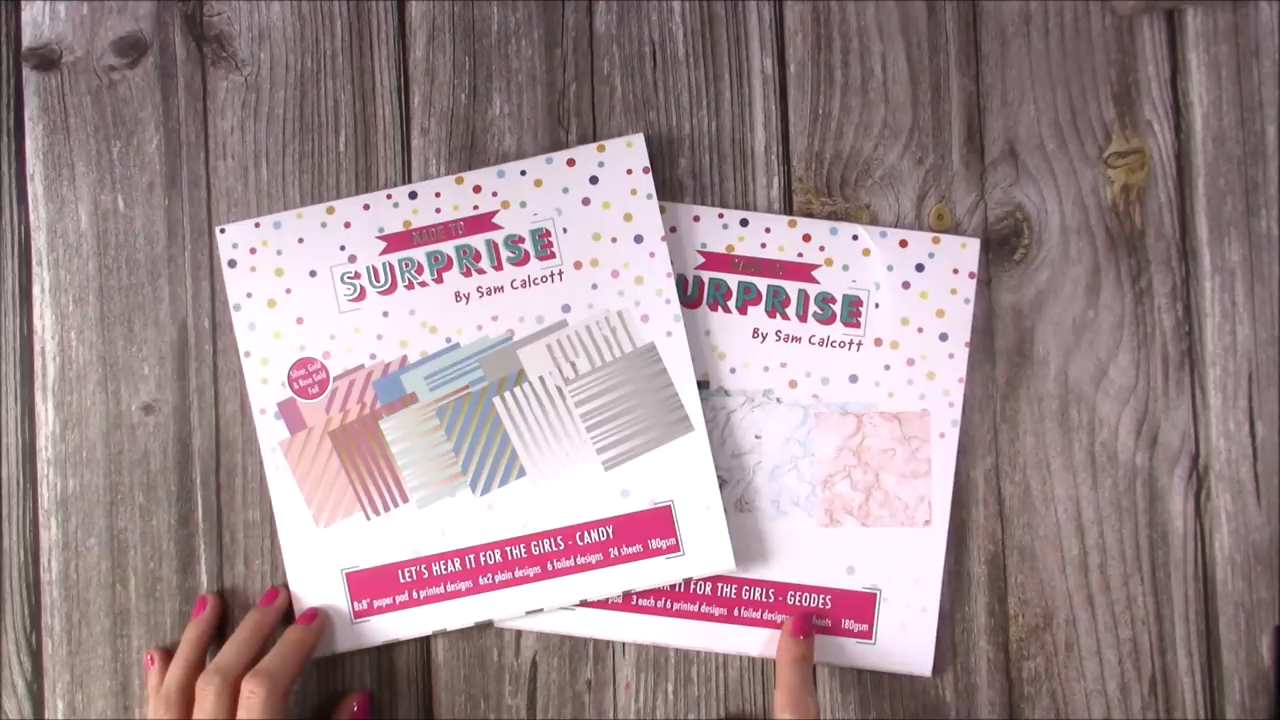 MADE TO
SURPRISE
By Sam Calcott
Silver, Gold
& Rose Gold
Foil
LET'S HEAR IT FOR THE GIRLS - CANDY
8x8" paper pad 6 printed designs 6x2 plain designs 6 foiled designs 24 sheets 180gsm
URPRISE
By Sam Calcott
IT FOR THE GIRLS - GEODES
pad 3 each of 6 printed designs 6 foiled designs 180gsm